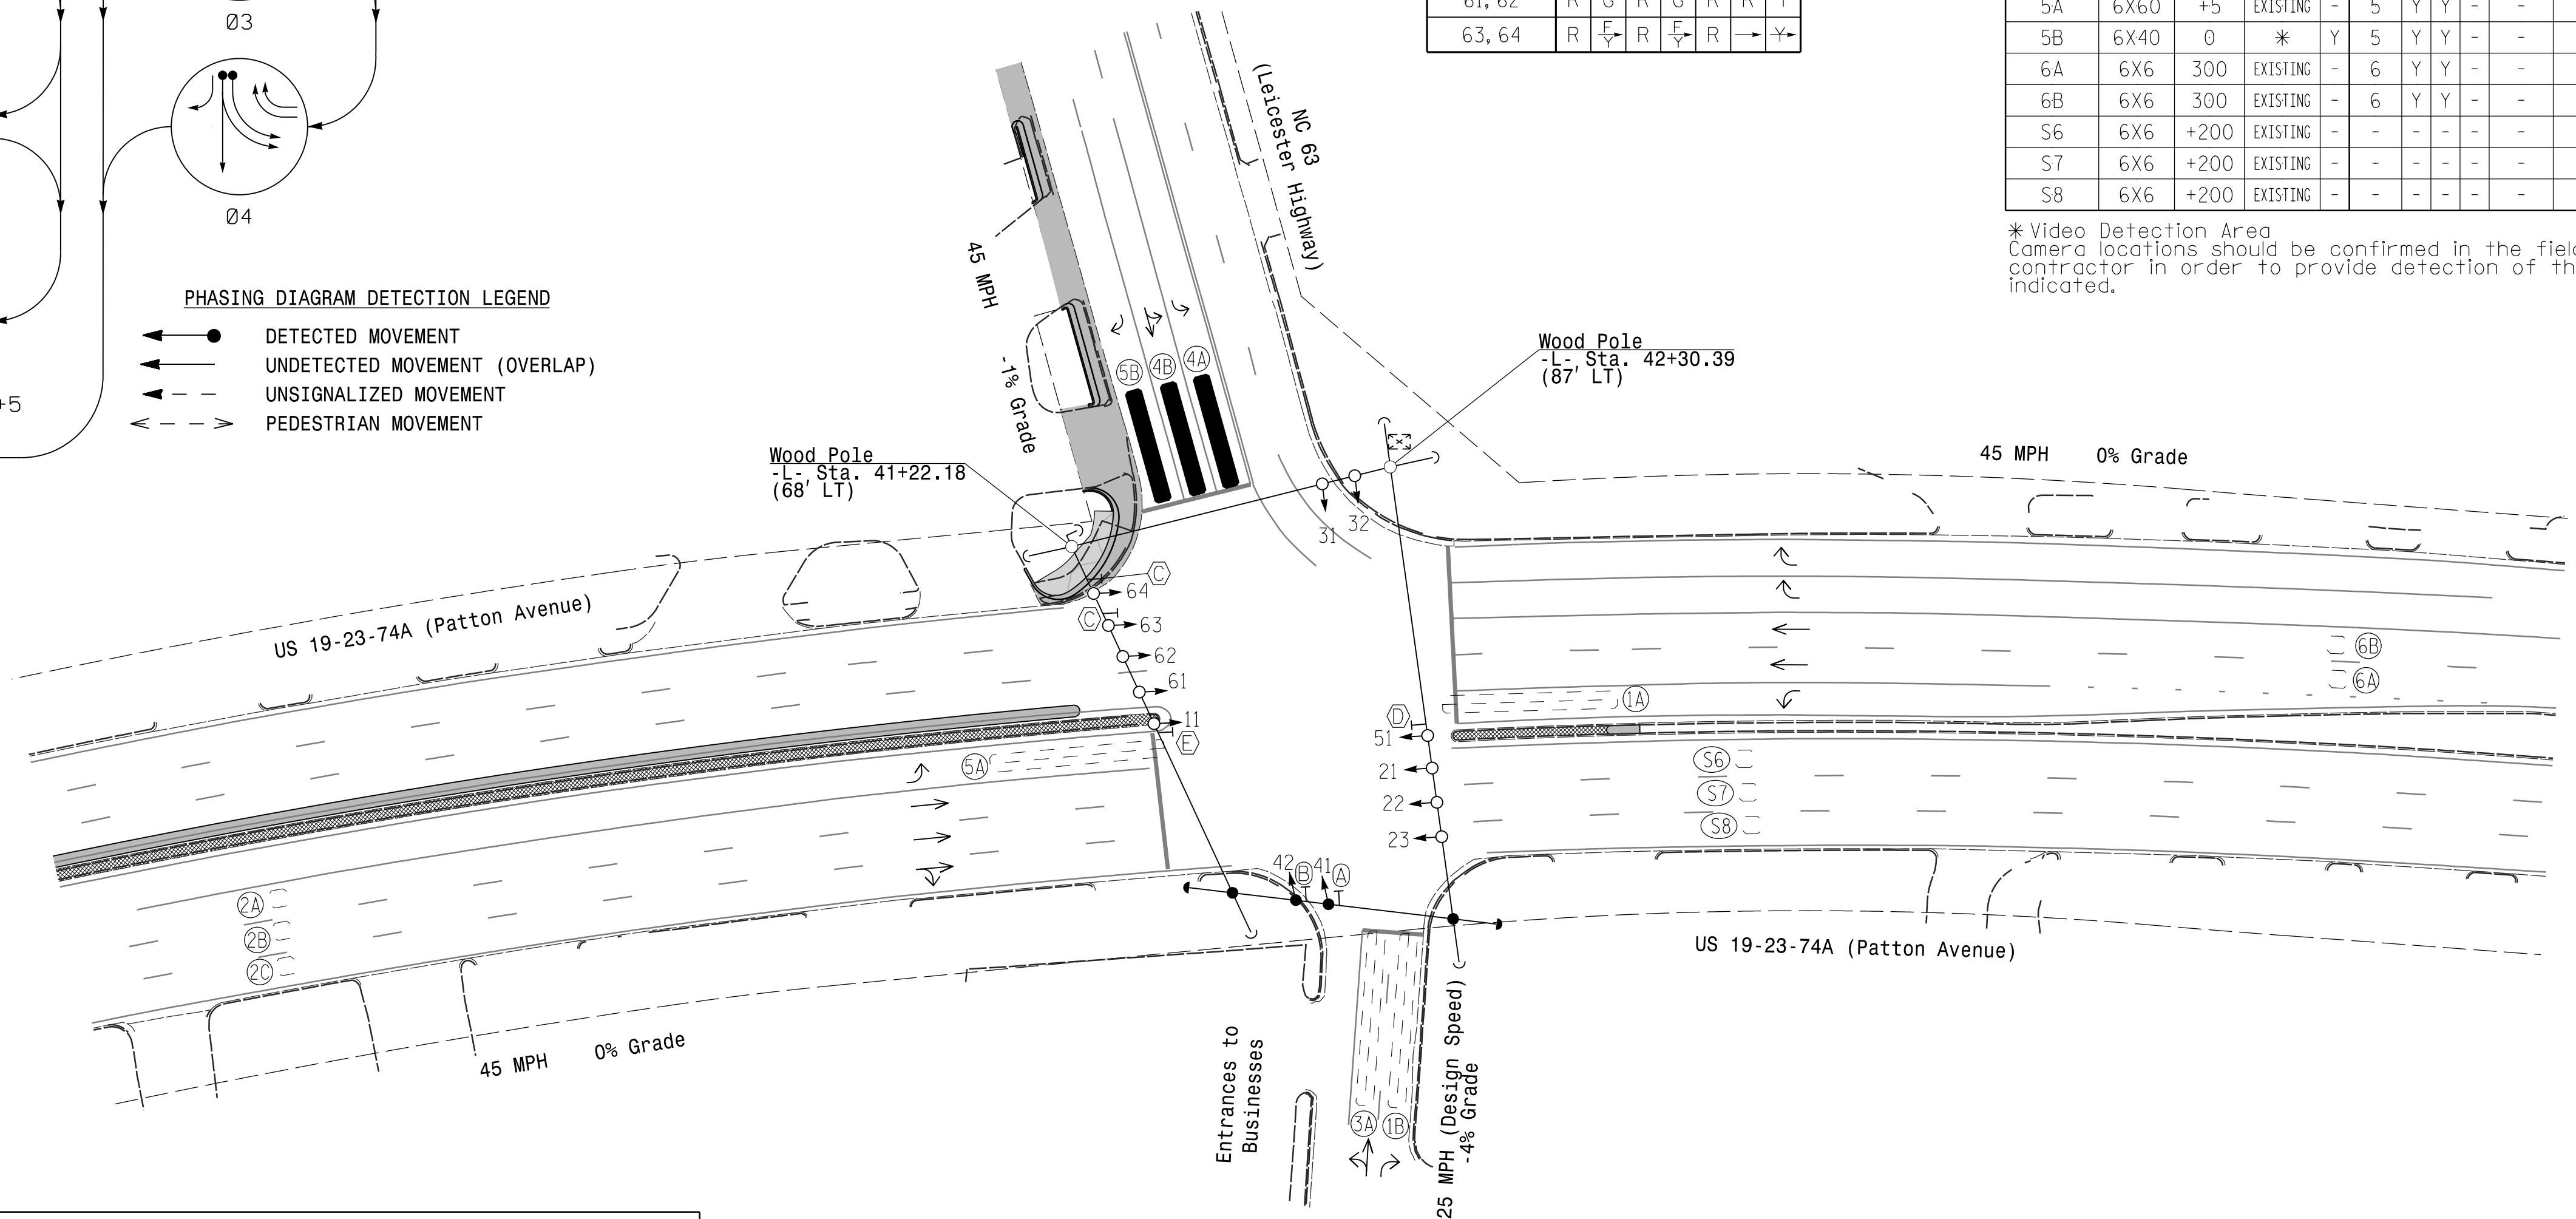 Ø3
Ø4
+5
PHASING DIAGRAM DETECTION LEGEND
DETECTED MOVEMENT
UNDETECTED MOVEMENT (OVERLAP)
UNSIGNALIZED MOVEMENT
PEDESTRIAN MOVEMENT
61, 62 R G R G R R Y
63, 64 R F Y R F Y R Y
5A 6X60 +5 EXISTING - 5 Y Y - -
5B 6X40 0 * Y 5 Y Y - -
6A 6X6 300 EXISTING - 6 Y Y - -
6B 6X6 300 EXISTING - 6 Y Y - -
S6 6X6 +200 EXISTING - - - - - -
S7 6X6 +200 EXISTING - - - - - -
S8 6X6 +200 EXISTING - - - - - -
* Video Detection Area
Camera locations should be confirmed in the
contractor in order to provide detection of
indicated.
NC 63
(Leicester Highway)
45 MPH
-1% Grade
5B
4B
4A
Wood Pole
-L- Sta. 42+30.39
(87' LT)
Wood Pole
-L- Sta. 41+22.18
(68' LT)
45 MPH 0% Grade
31
32
C
64
C
63
62
61
11
E
US 19-23-74A (Patton Avenue)
6B
6A
1A
D
51
21
22
23
5A
S6
S7
S8
42
B
41
A
2A
2B
2C
US 19-23-74A (Patton Avenue)
45 MPH 0% Grade
Entrances to
Businesses
3A
1B
25 MPH (Design Speed)
-4% Grade